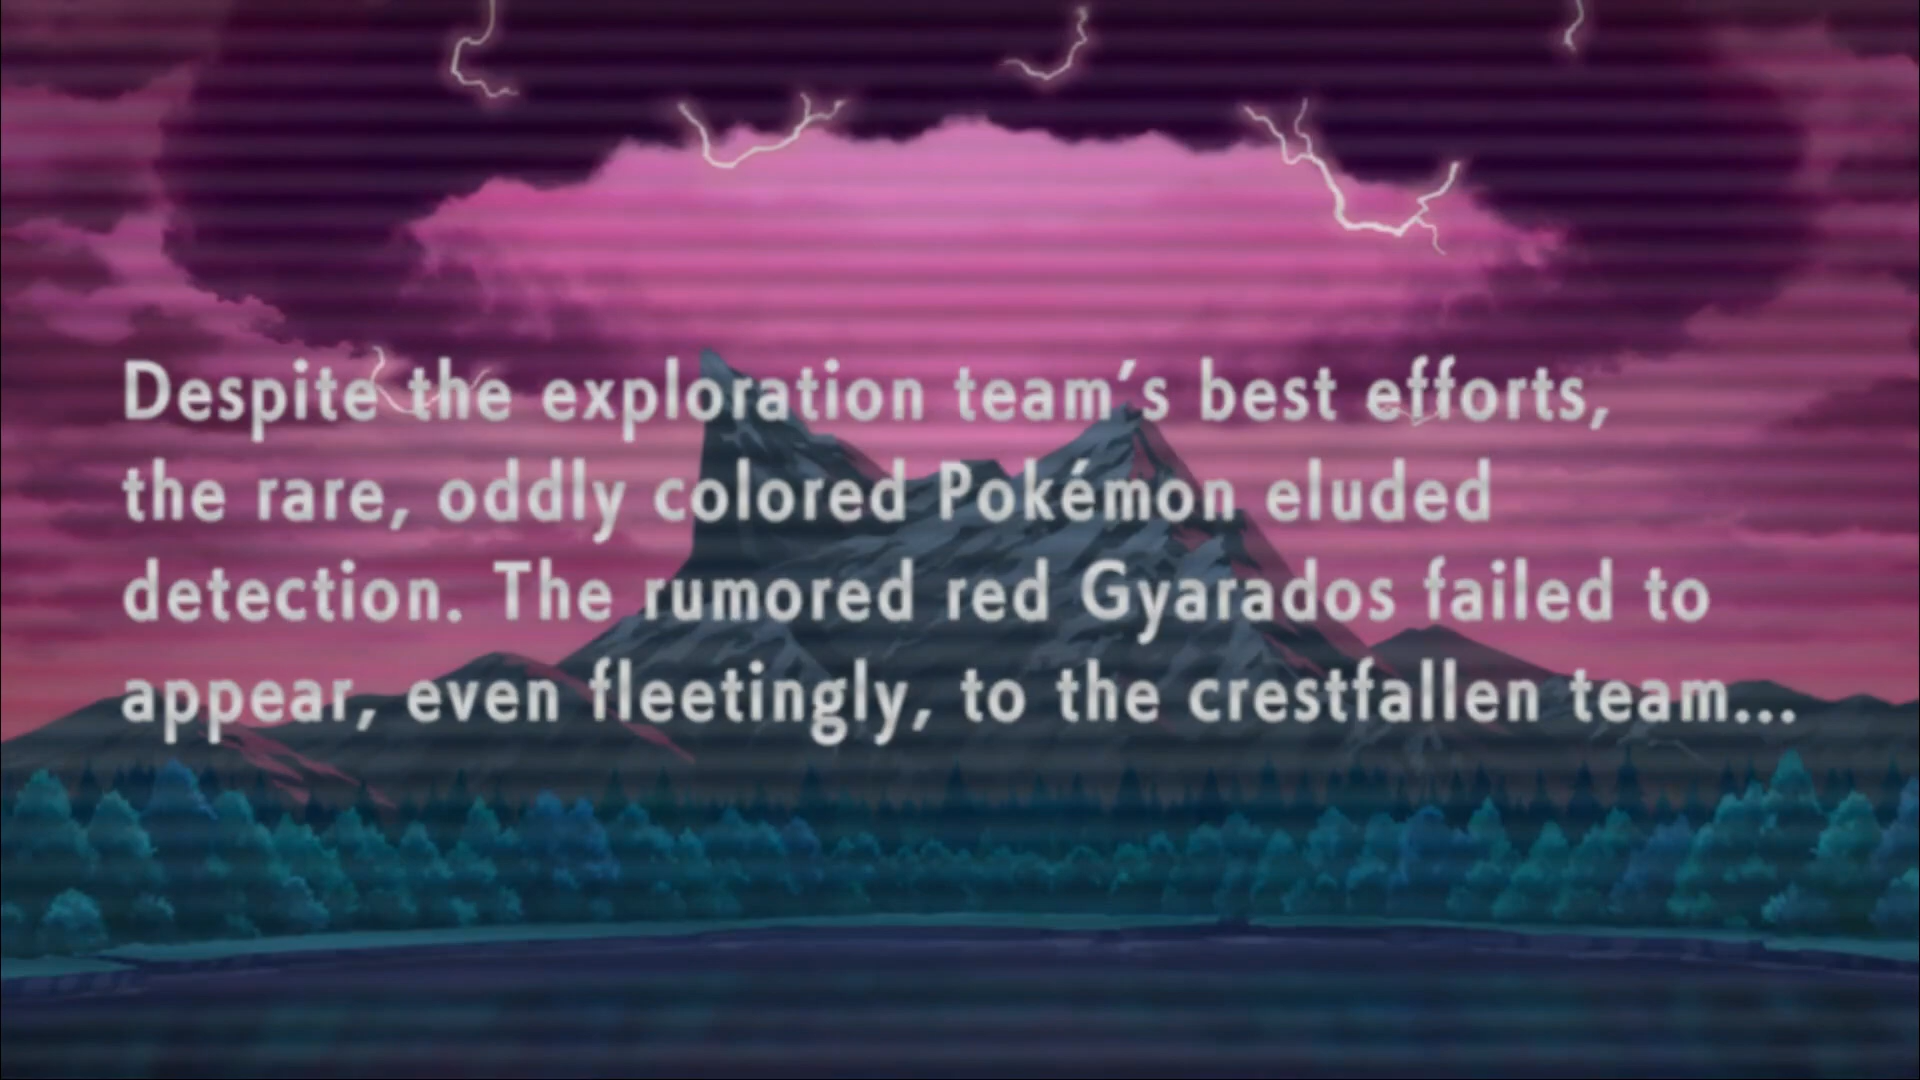 Despite the exploration team's best efforts,
the rare, oddly colored Pokémon eluded
detection. The rumored red Gyarados failed to
appear, even fleetingly, to the crestfallen team...